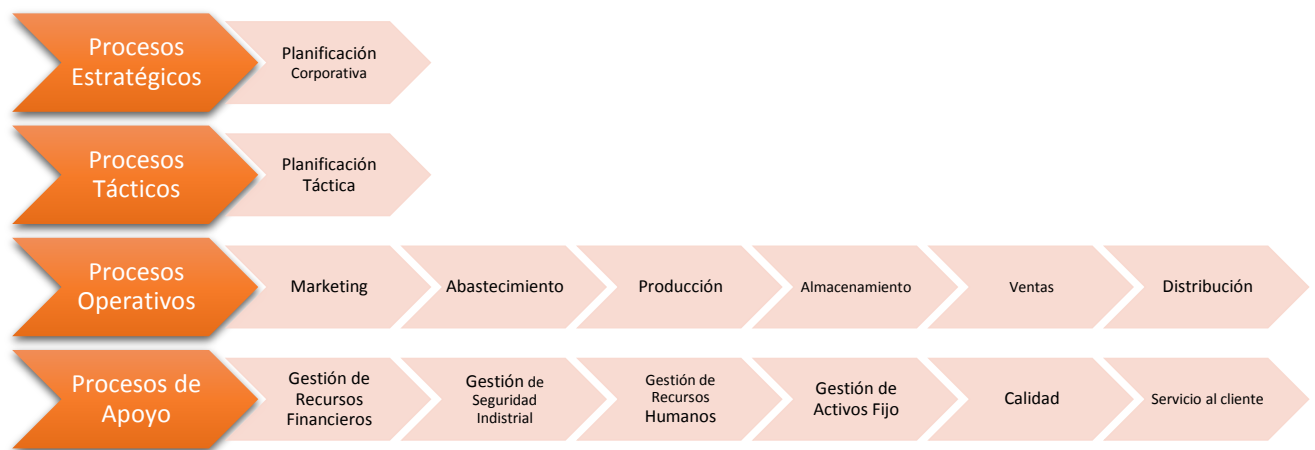 Procesos
Estratégicos
Planificación
Corporativa
Procesos
Tácticos
Planificación
Táctica
Procesos
Operativos
Marketing
Abastecimiento
Producción
Almacenamiento
Ventas
Distribución
Procesos de
Apoyo
Gestión de
Recursos
Financieros
Gestión de
Seguridad
Indistrial
Gestión de
Recursos
Humanos
Gestión de
Activos Fijo
Calidad
Servicio al cliente